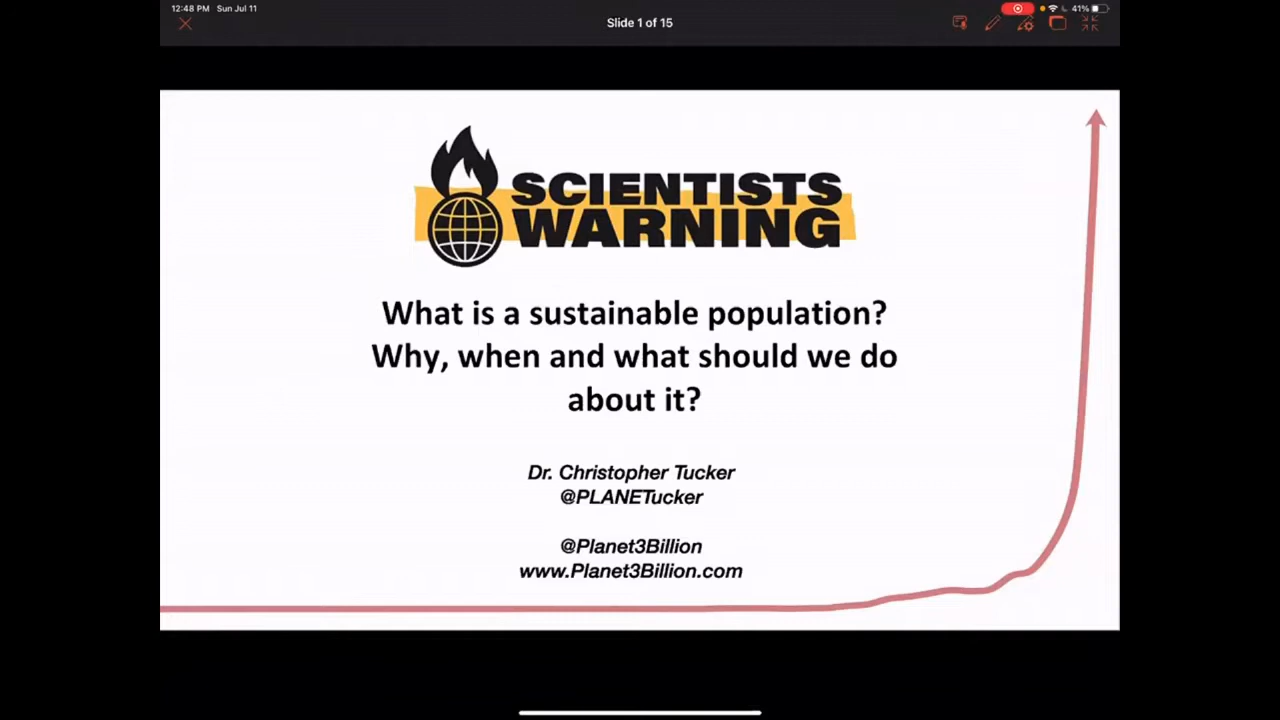 12:48 PM Sun Jul 11
41%
Slide 1 of 15
SCIENTISTS
WARNING
What is a sustainable population?
Why, when and what should we do
about it?
Dr. Christopher Tucker
@PLANETucker
@Planet3Billion
www.Planet3Billion.com